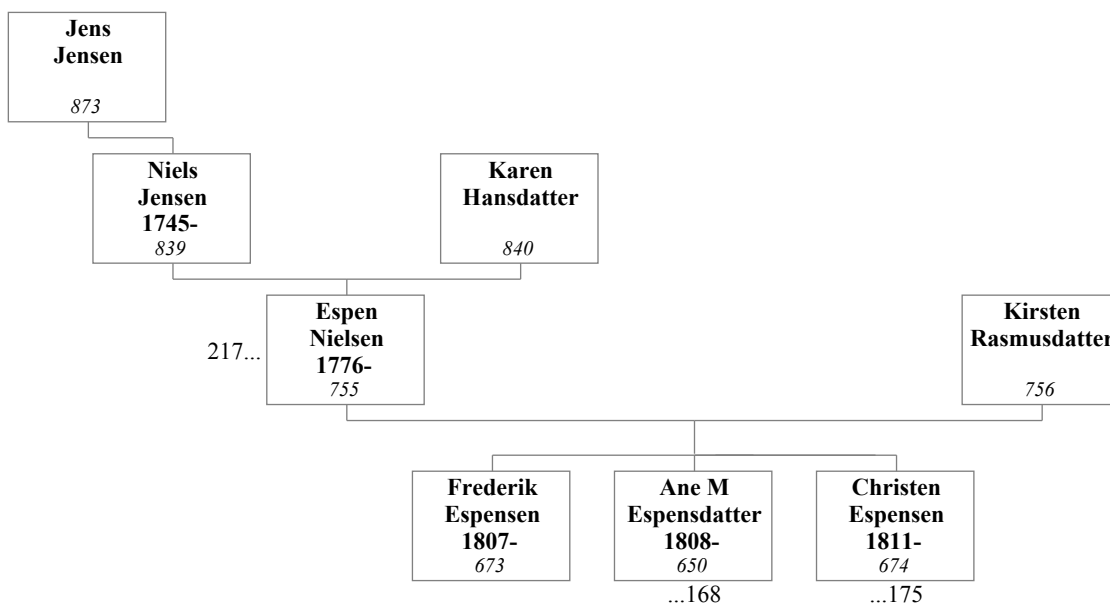 Jens
Jensen
873
Niels
Jensen
1745-
839
Karen
Hansdatter
840
217...
Espen
Nielsen
1776-
755
Kirsten
Rasmusdatter
756
Frederik
Espensen
1807-
673
Ane M
Espensdatter
1808-
650
...168
Christen
Espensen
1811-
674
...175